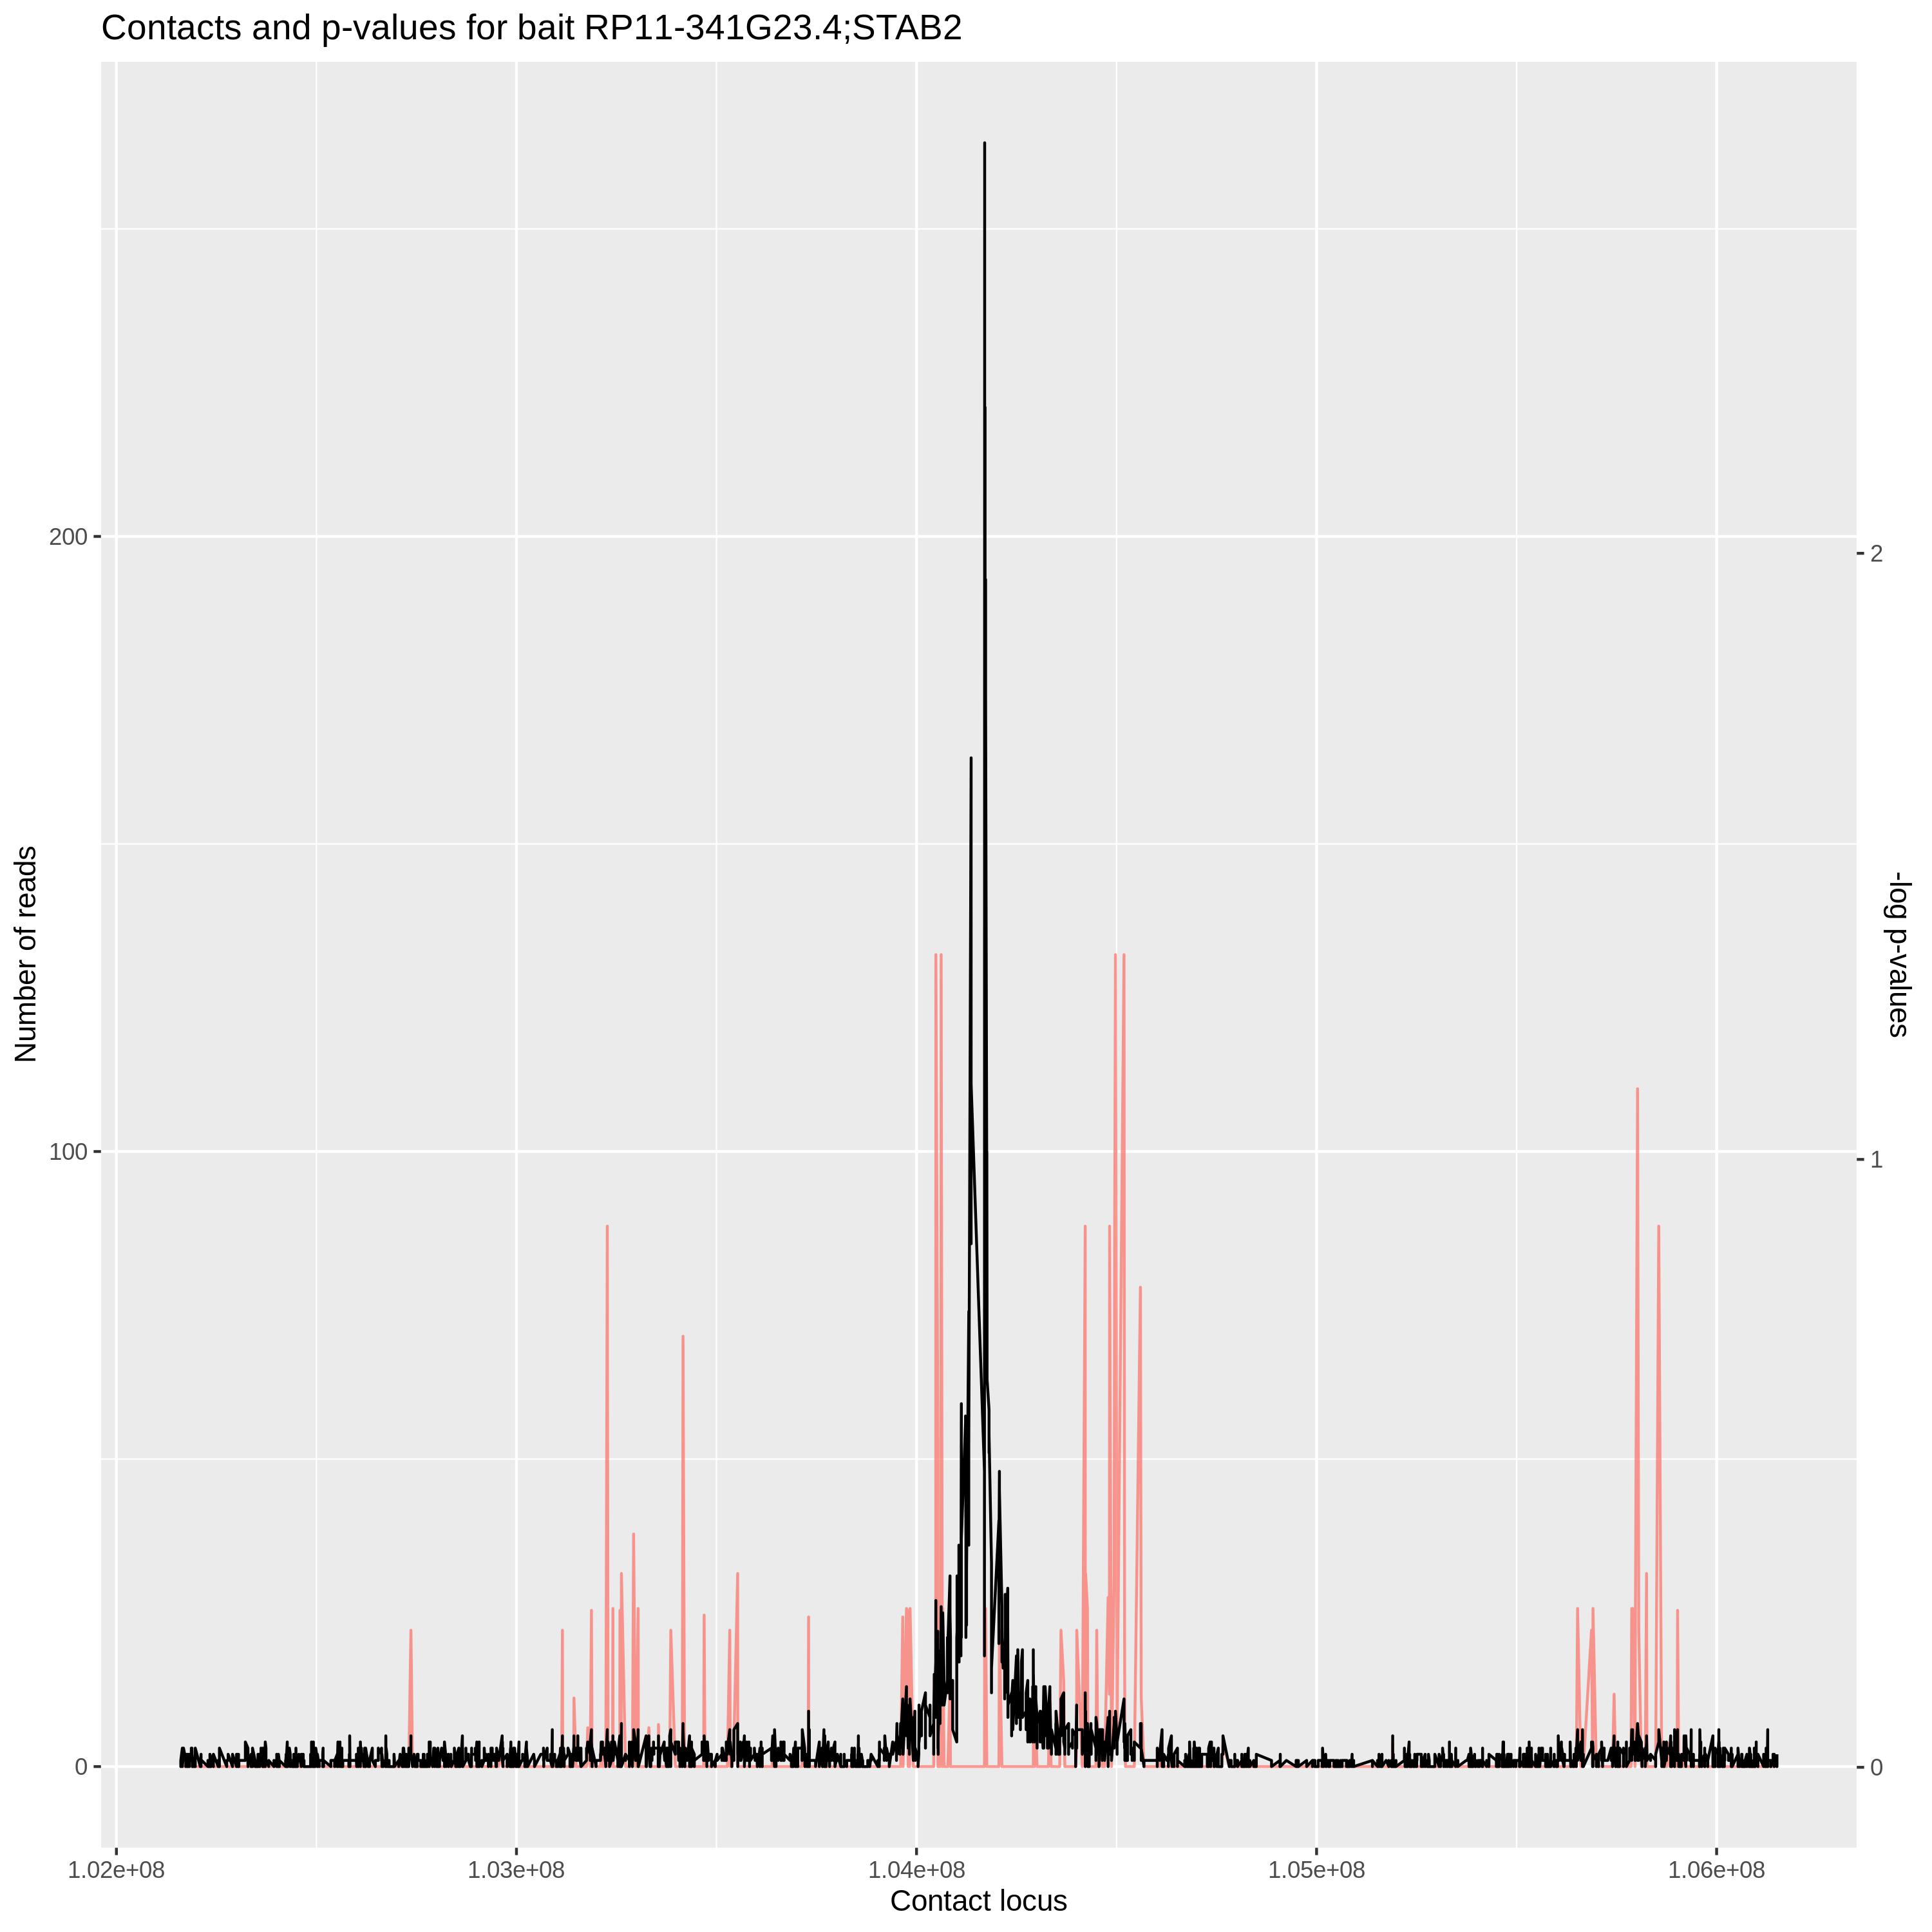 Contacts and p-values for bait RP11-341G23.4;STAB2
Number of reads
200
100
0
2
1
0
-log p-values
1.02e+08 1.03e+08 1.04e+08 1.05e+08 1.06e+08
Contact locus